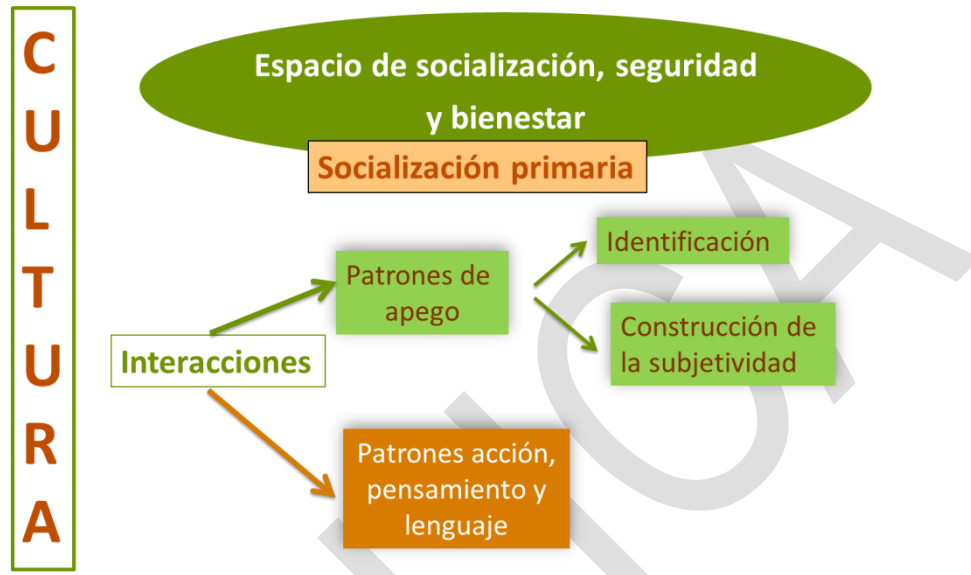 CULTURA
Espacio de socialización, seguridad
y bienestar
Socialización primaria
Identificación
Patrones de
apego
Construcción de
la subjetividad
Interacciones
Patrones acción,
pensamiento y
lenguaje